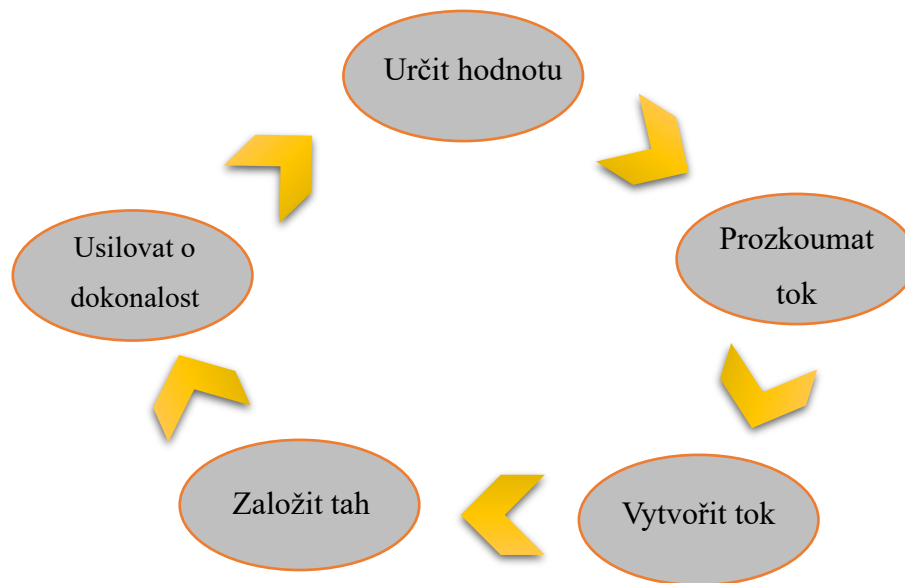 Určit hodnotu
Prozkoumat
tok
Vytvořit tok
Založit tah
Usilovat o
dokonalost